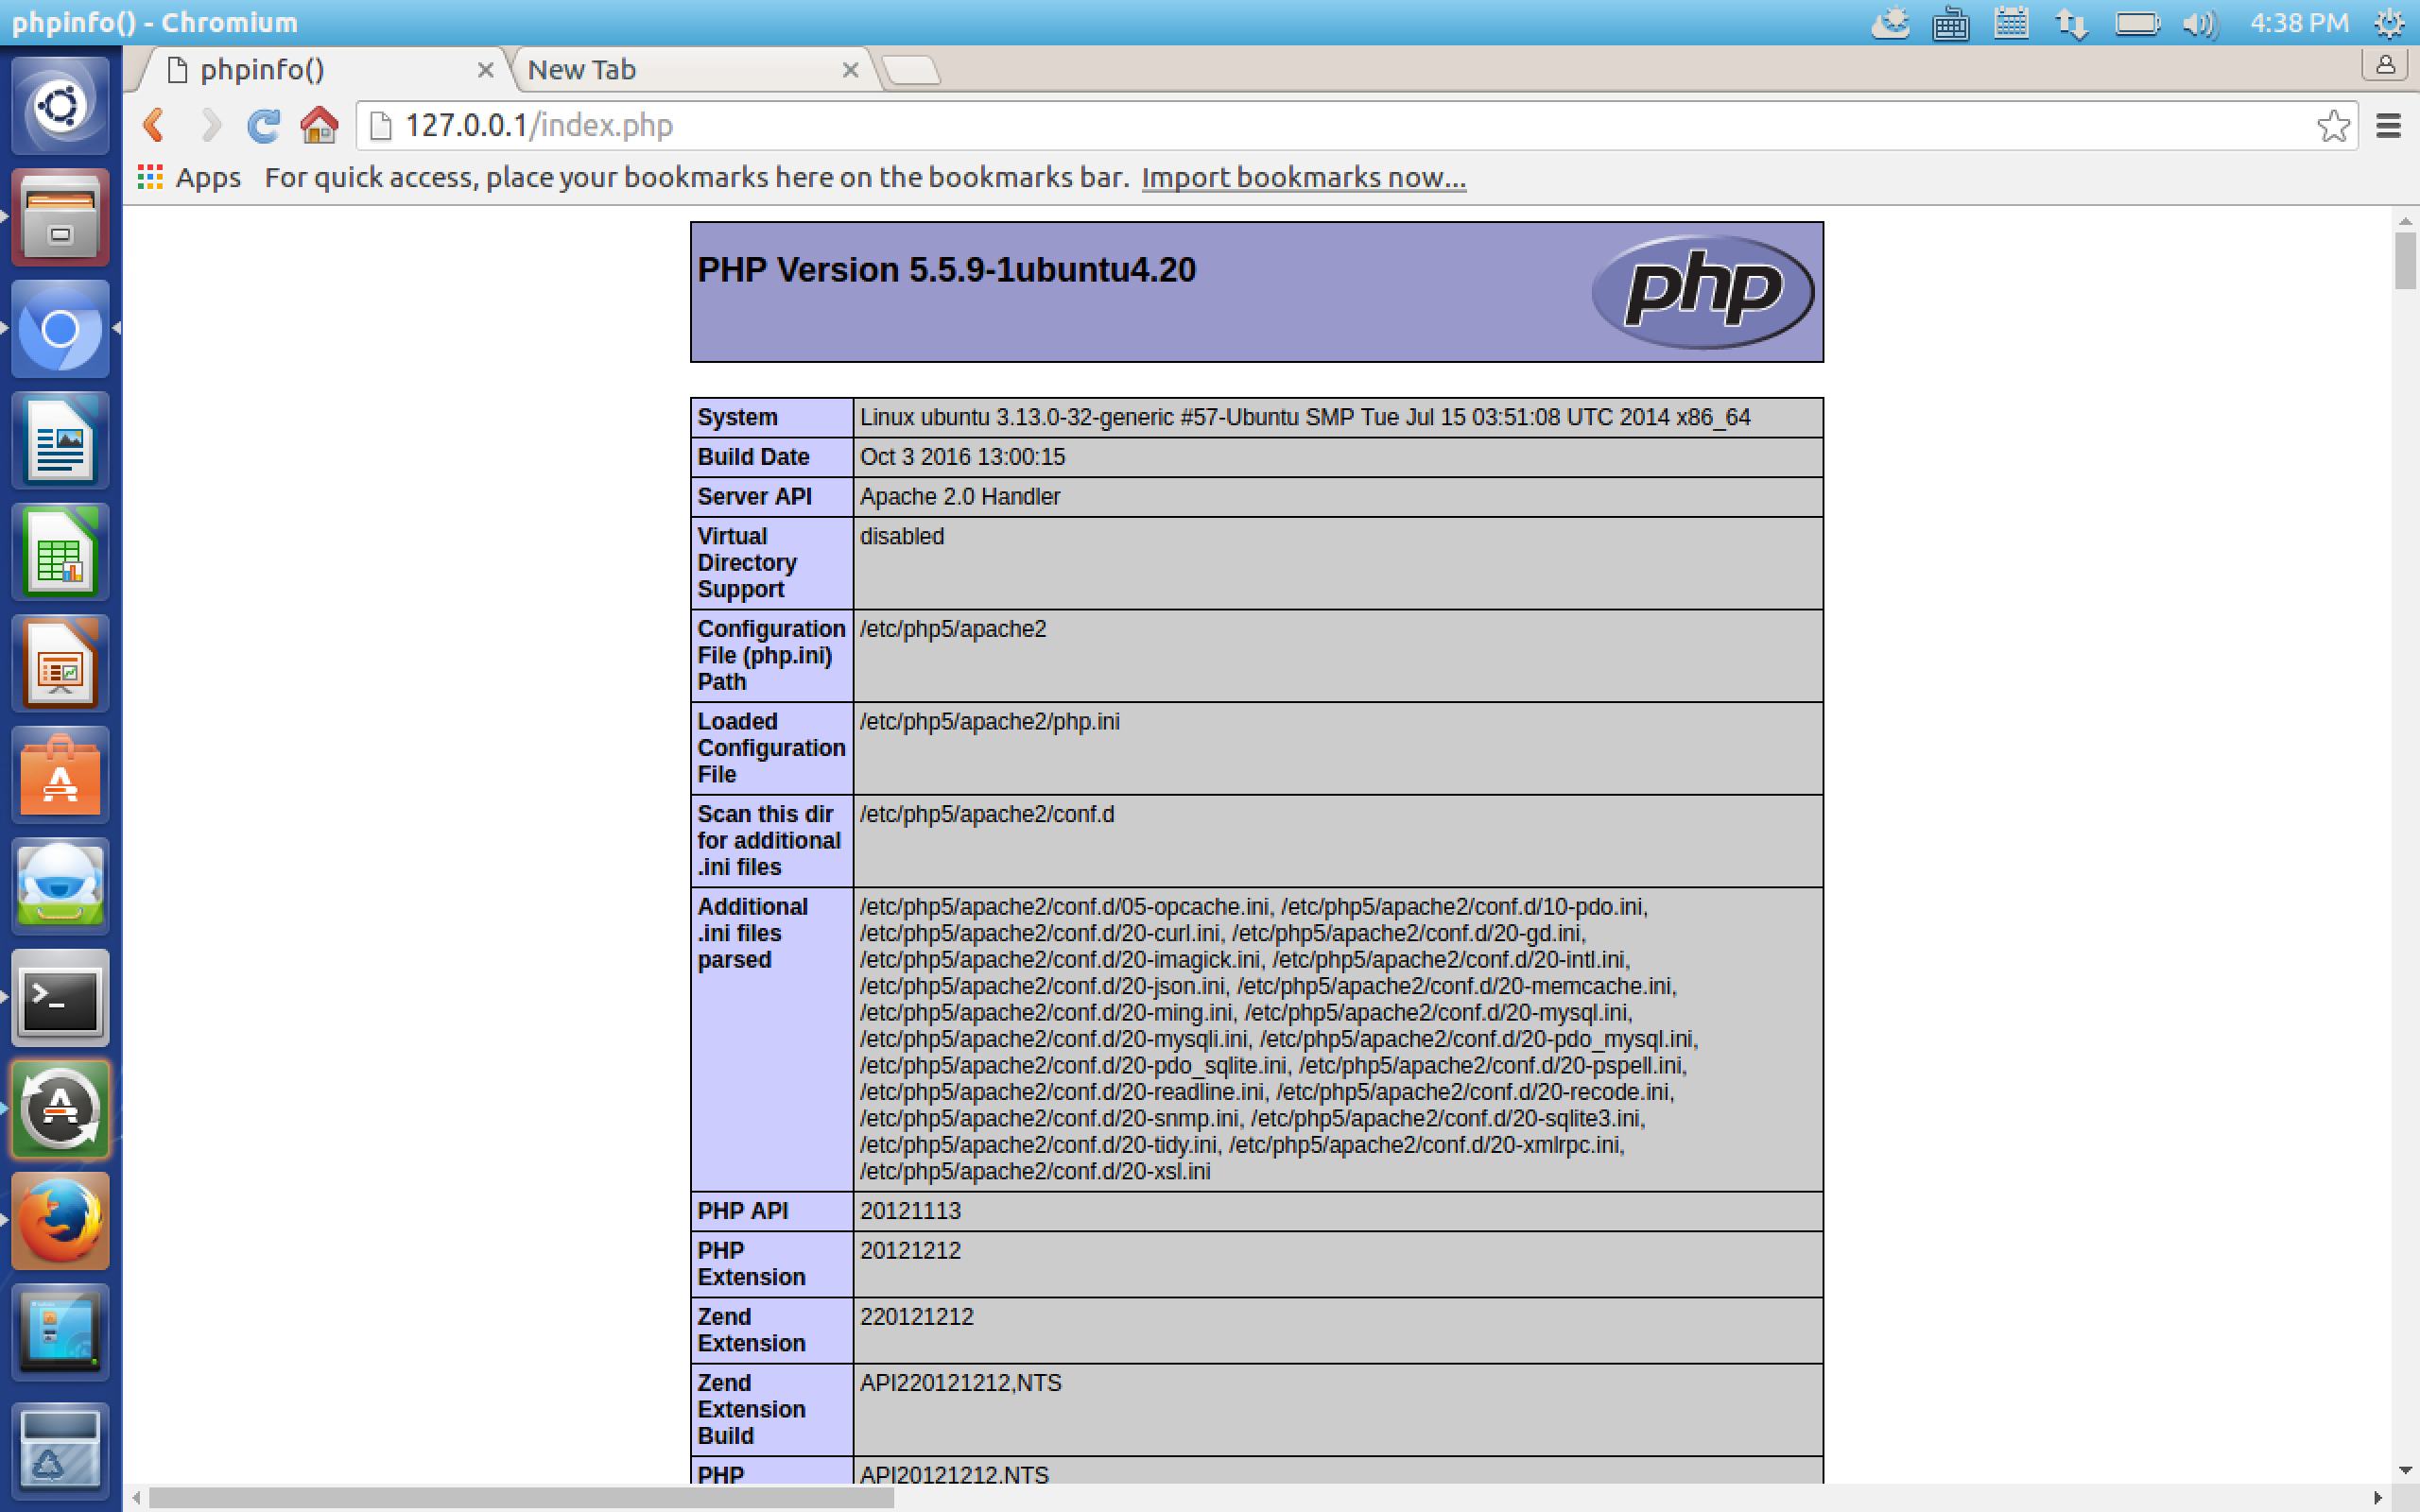 phpinfo() - Chromium
4:38 PM
phpinfo()
New Tab
127.0.0.1/index.php
Apps
For quick access, place your bookmarks here on the bookmarks bar.
Import bookmarks now...
PHP Version 5.5.9-1ubuntu4.20
php
System
Linux ubuntu 3.13.0-32-generic #57-Ubuntu SMP Tue Jul 15 03:51:08 UTC 2014 x86_64
Build Date
Oct 3 2016 13:00:15
Server API
Apache 2.0 Handler
Virtual
Directory
Support
disabled
Configuration
File (php.ini)
Path
/etc/php5/apache2
Loaded
Configuration
File
/etc/php5/apache2/php.ini
Scan this dir
for additional
.ini files
/etc/php5/apache2/conf.d
Additional
.ini files
parsed
/etc/php5/apache2/conf.d/05-opcache.ini, /etc/php5/apache2/conf.d/10-pdo.ini,
/etc/php5/apache2/conf.d/20-curl.ini, /etc/php5/apache2/conf.d/20-gd.ini,
/etc/php5/apache2/conf.d/20-imagick.ini, /etc/php5/apache2/conf.d/20-intl.ini,
/etc/php5/apache2/conf.d/20-json.ini, /etc/php5/apache2/conf.d/20-memcache.ini,
/etc/php5/apache2/conf.d/20-ming.ini, /etc/php5/apache2/conf.d/20-mysql.ini,
/etc/php5/apache2/conf.d/20-mysqli.ini, /etc/php5/apache2/conf.d/20-pdo_mysql.ini,
/etc/php5/apache2/conf.d/20-pdo_sqlite.ini, /etc/php5/apache2/conf.d/20-pspell.ini,
/etc/php5/apache2/conf.d/20-readline.ini, /etc/php5/apache2/conf.d/20-recode.ini,
/etc/php5/apache2/conf.d/20-snmp.ini, /etc/php5/apache2/conf.d/20-sqlite3.ini,
/etc/php5/apache2/conf.d/20-tidy.ini, /etc/php5/apache2/conf.d/20-xmlrpc.ini,
/etc/php5/apache2/conf.d/20-xsl.ini
PHP API
20121113
PHP
Extension
20121212
Zend
Extension
220121212
Zend
Extension
Build
API220121212,NTS
PHP
API20121212,NTS